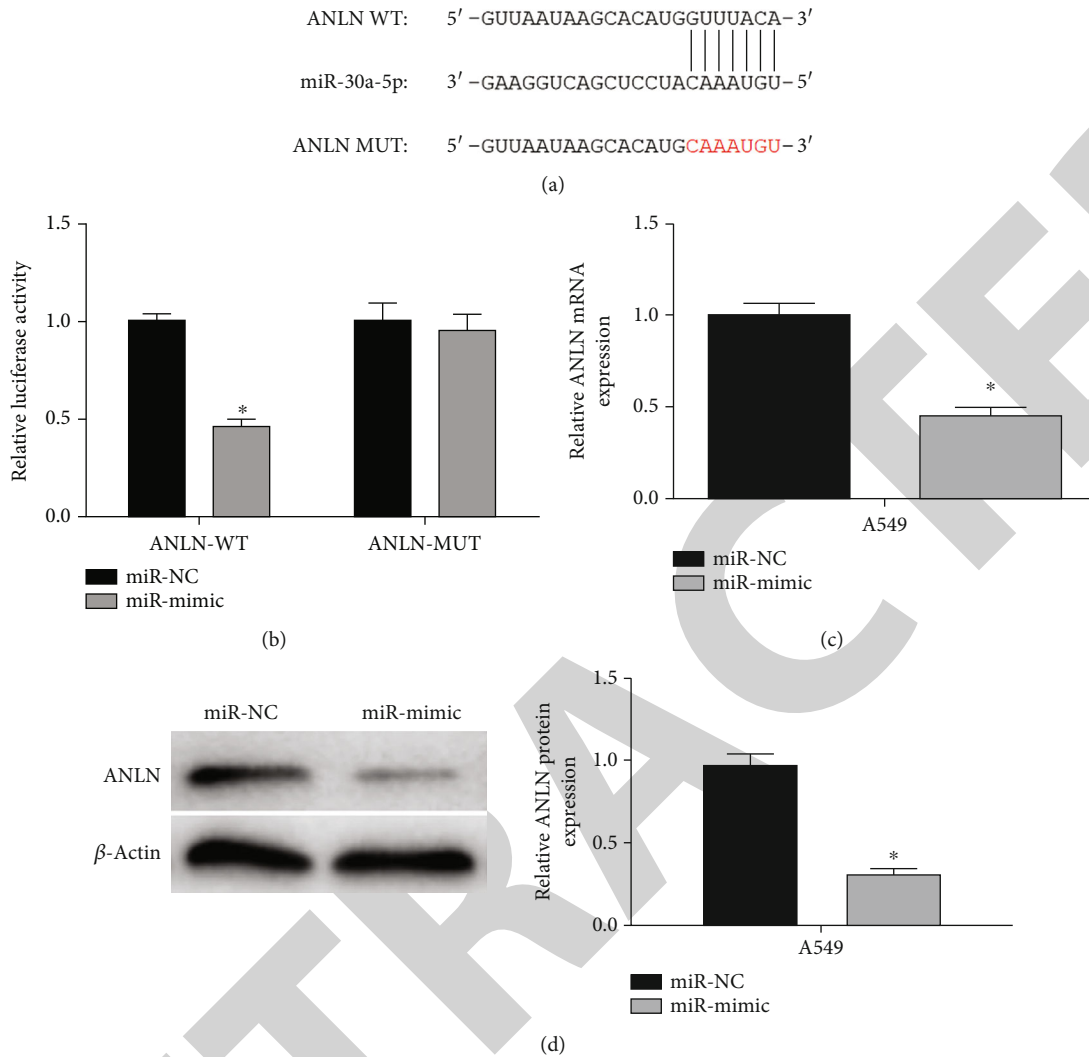 ANLN WT: 5′ –GUUAAUAAGCACAUGGUUUACA– 3′
miR-30a-5p: 3′ –GAAGGUCAGCUCCUACAAAUGU– 5′
ANLN MUT: 5′ –GUUAAUAAGCACAUGCAAAUGU– 3′
(a)
Relative luciferase activity
1.5
1.0
0.5
0.0
*
ANLN-WT ANLN-MUT
miR-NC
miR-mimic
(b)
Relative ANLN mRNA
expression
1.5
1.0
0.5
0.0
*
A549
miR-NC
miR-mimic
(c)
miR-NC miR-mimic
ANLN
β-Actin
Relative ANLN protein
expression
1.5
1.0
0.5
0.0
*
A549
miR-NC
miR-mimic
(d)